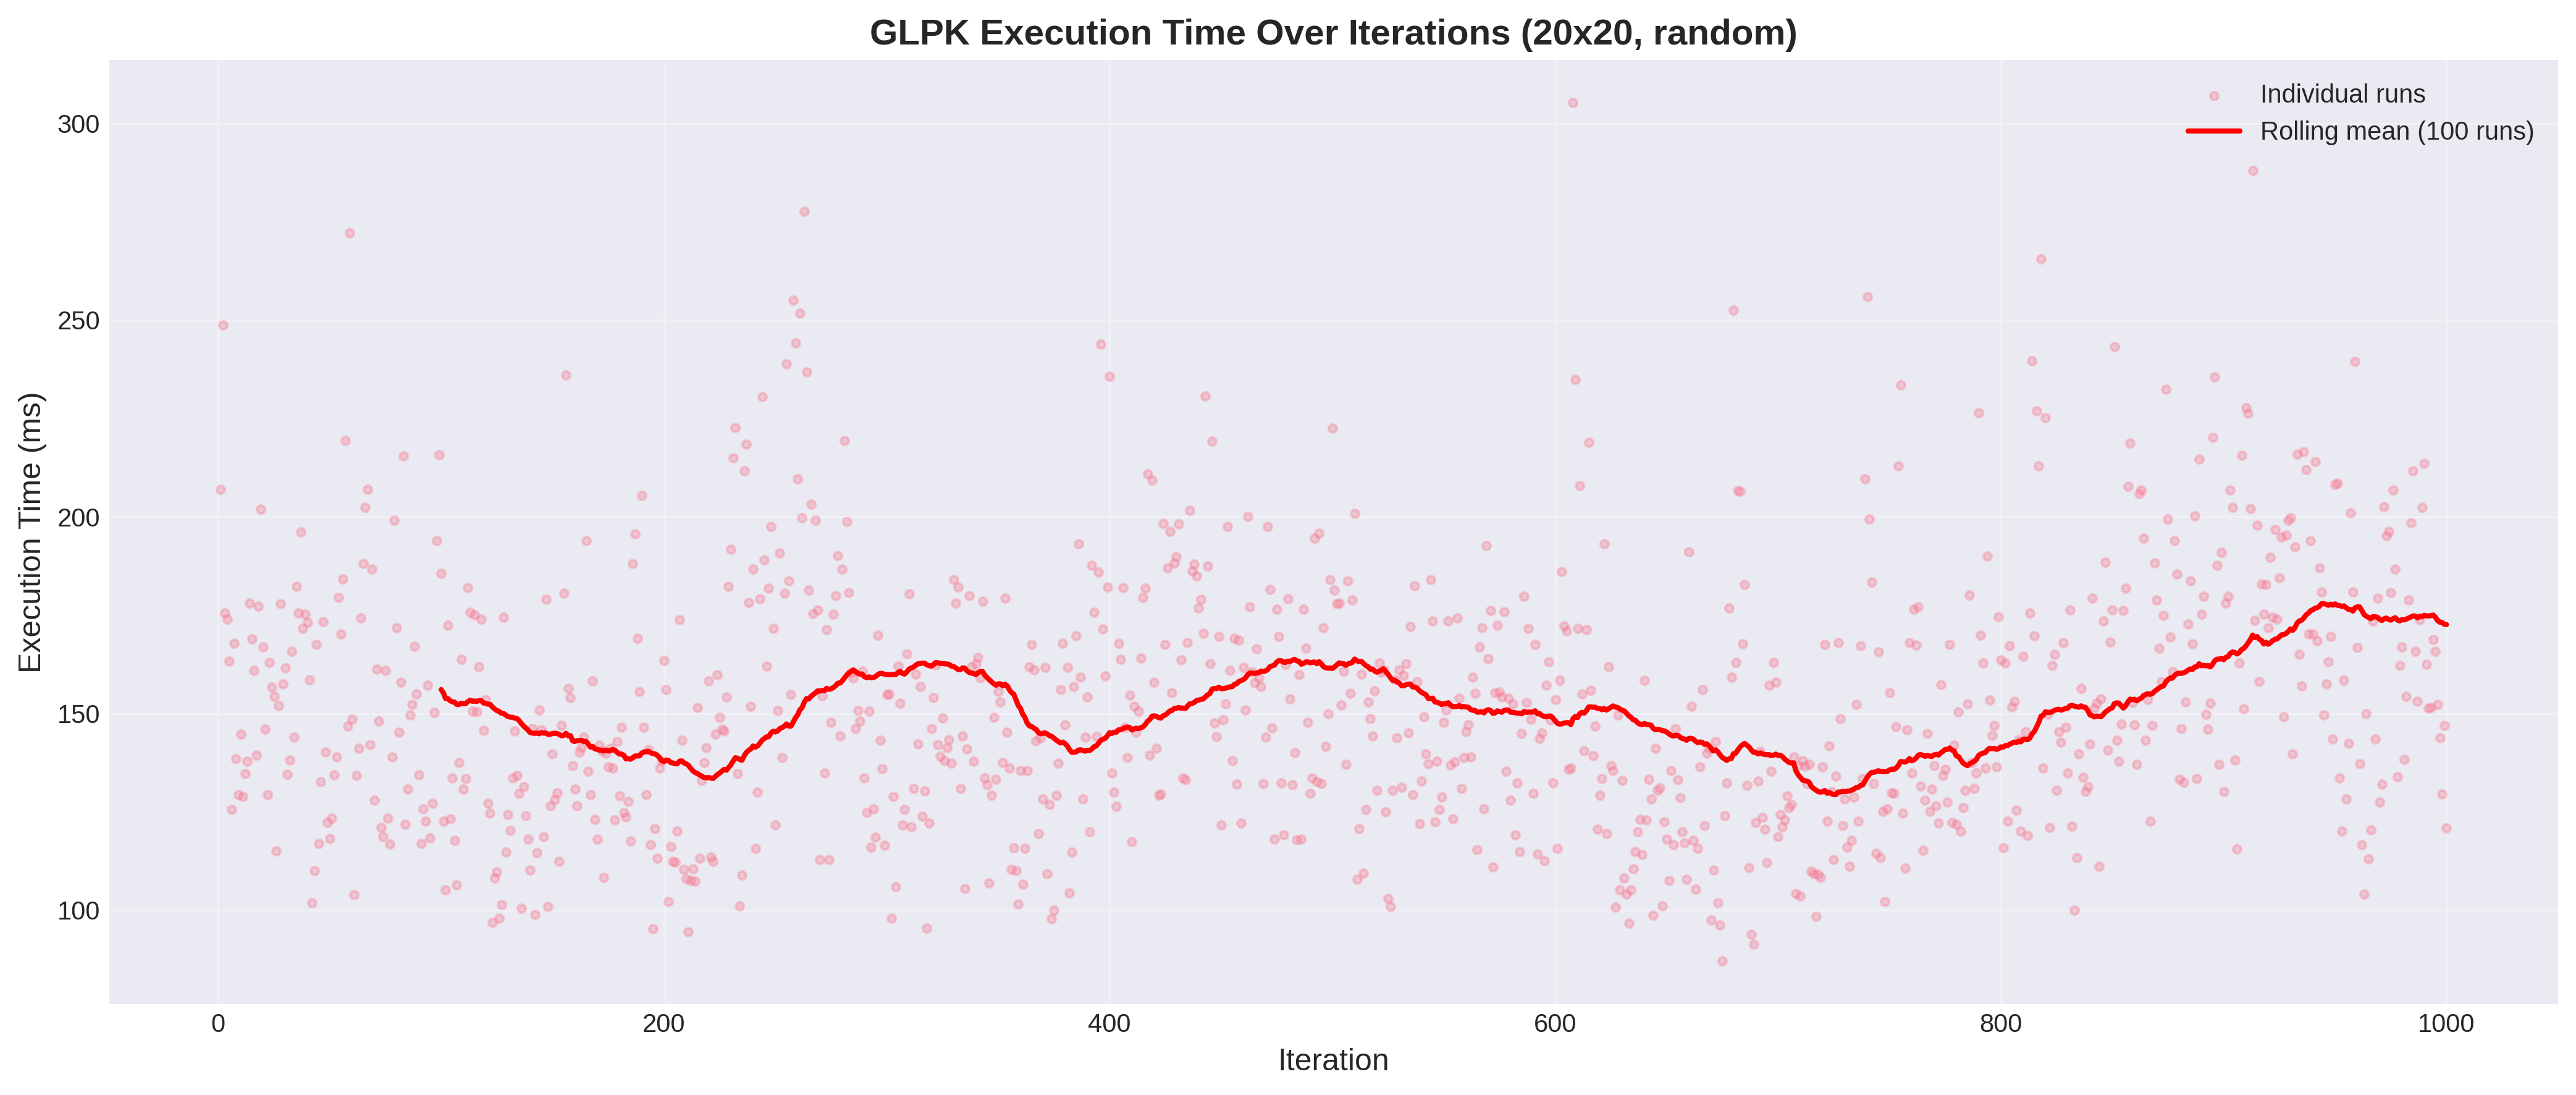 GLPK Execution Time Over Iterations (20x20, random)
Individual runs
Rolling mean (100 runs)
Execution Time (ms)
300
250
200
150
100
0
200
400
600
800
1000
Iteration